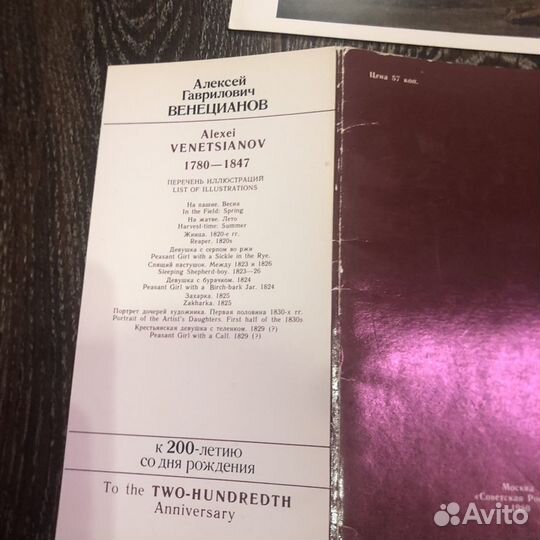 Алексей
Гаврилович
ВЕНЕЦИАНОВ
Alexei
VENETSIANOV
1780—1847
ПЕРЕЧЕНЬ ИЛЛЮСТРАЦИЙ
LIST OF ILLUSTRATIONS
На пашне. Весна
In the Field: Spring
На жатве. Лето
Harvest-time: Summer
Жница. 1820-е гг.
Reaper. 1820s
Девушка с серпом во ржи
Peasant Girl with a Sickle in the Rye.
Спящий пастушок. Между 1823 и 1826
Sleeping Shepherd-boy. 1823—26
Девушка с бурачком. 1824
Peasant Girl with a Birch-bark Jar. 1824
Захарка. 1825
Zakharka. 1825
Портрет дочерей художника. Первая половина 1830-х гг.
Portrait of the Artist's Daughters. First half of the 1830s
Крестьянская девушка с теленком. 1829 (?)
Peasant Girl with a Calf. 1829 (?)
к 200-летию
со дня рождения
To the TWO-HUNDREDTH
Anniversary
Цена 57 коп.
Москва
«Советская
Avito